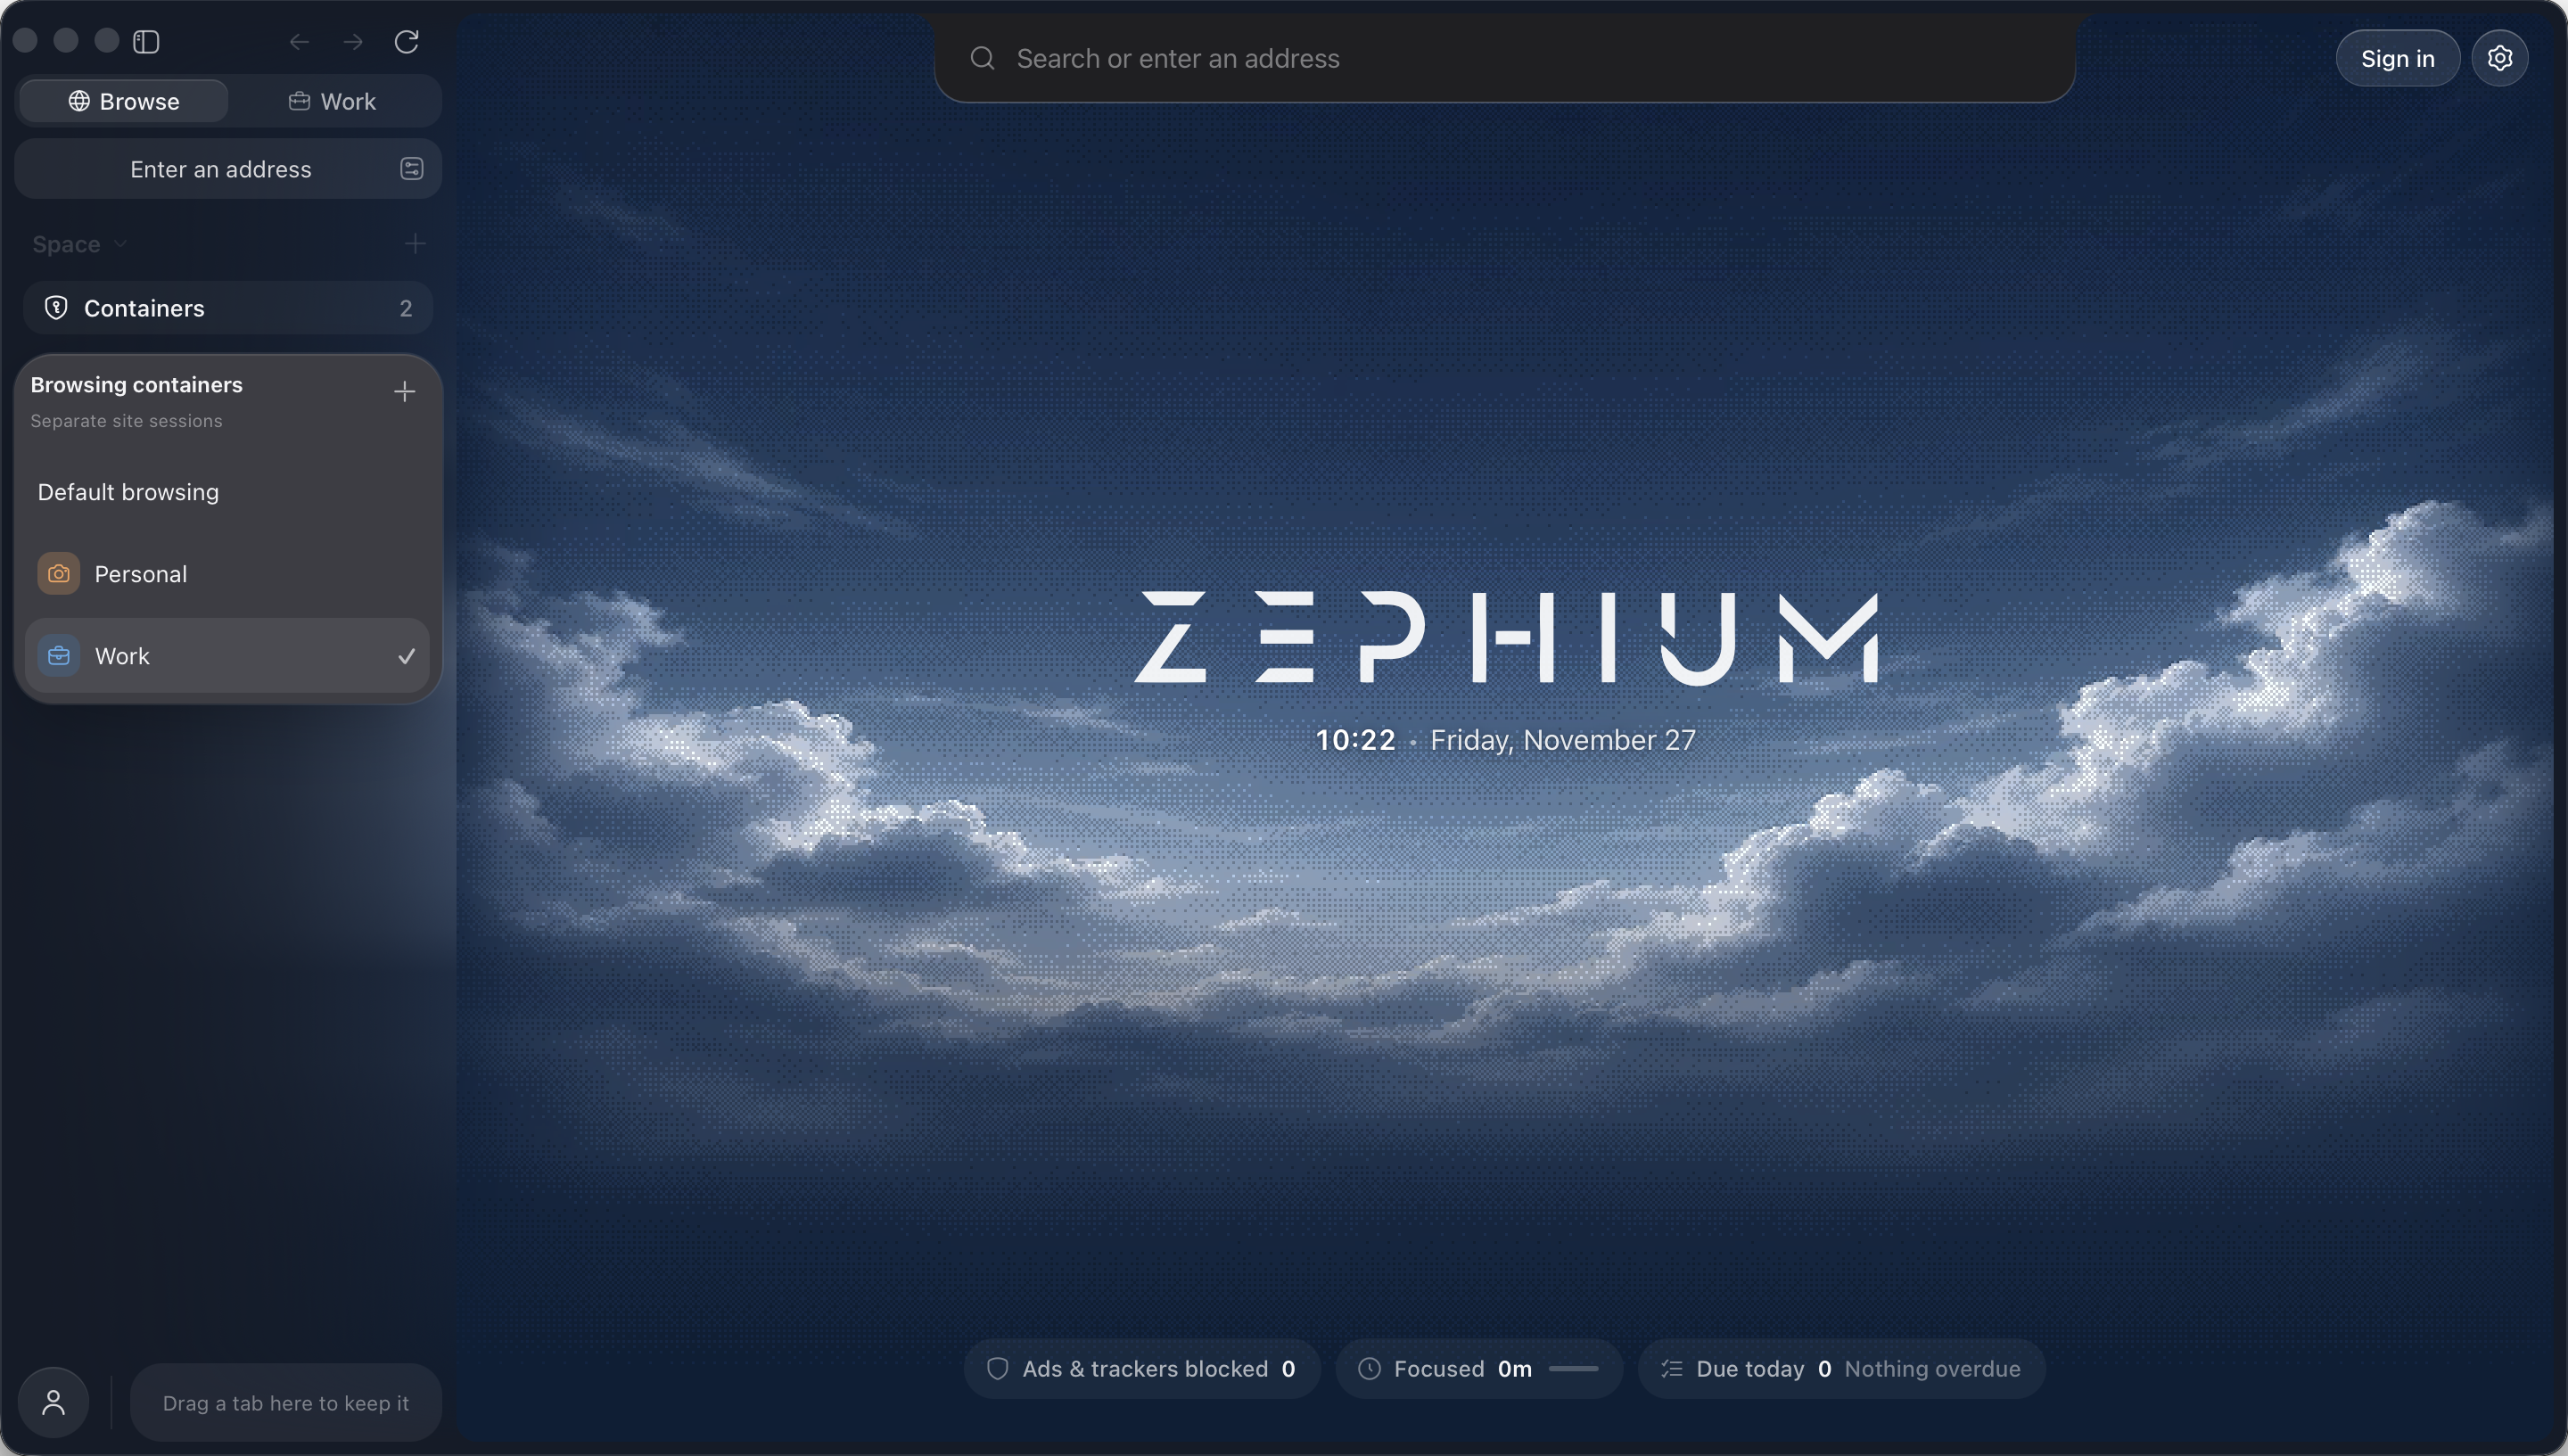 Browse
Work
Enter an address
Space
Containers 2
Browsing containers
Separate site sessions
Default browsing
Personal
Work
Drag a tab here to keep it
Search or enter an address
Sign in
ZEPHIUM
10:22 • Friday, November 27
Ads & trackers blocked 0
Focused 0m
Due today 0 Nothing overdue